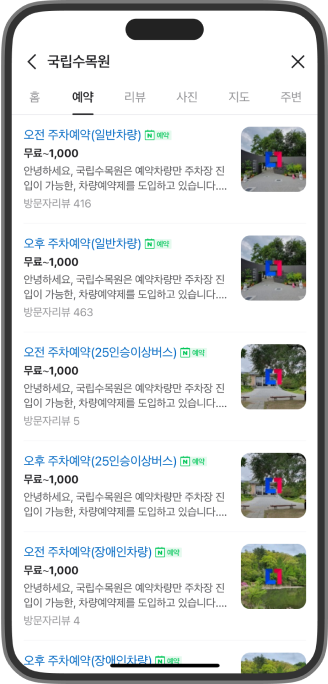 국립수목원
홈 예약 리뷰 사진 지도 주변
오전 주차예약(일반차량) N 예약
무료~1,000
안녕하세요, 국립수목원은 예약차량만 주차장 진
입이 가능한, 차량예약제를 도입하고 있습니다....
방문자리뷰 416
오후 주차예약(일반차량) N 예약
무료~1,000
안녕하세요, 국립수목원은 예약차량만 주차장 진
입이 가능한, 차량예약제를 도입하고 있습니다....
방문자리뷰 463
오전 주차예약(25인승이상버스) N 예약
무료~1,000
안녕하세요, 국립수목원은 예약차량만 주차장 진
입이 가능한, 차량예약제를 도입하고 있습니다....
방문자리뷰 5
오후 주차예약(25인승이상버스) N 예약
무료~1,000
안녕하세요, 국립수목원은 예약차량만 주차장 진
입이 가능한, 차량예약제를 도입하고 있습니다....
오전 주차예약(장애인차량) N 예약
무료~1,000
안녕하세요, 국립수목원은 예약차량만 주차장 진
입이 가능한, 차량예약제를 도입하고 있습니다....
방문자리뷰 4
오후 주차예약(장애인차량) N 예약